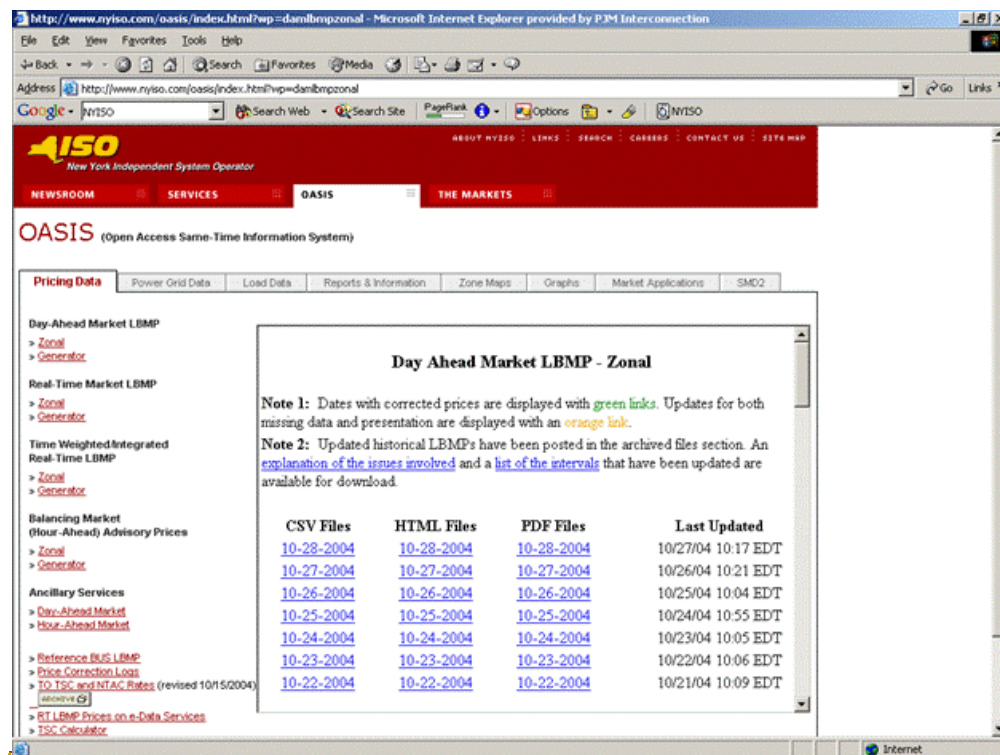 http://www.nyiso.com/oasis/index.html?wp=damlbmpzonal - Microsoft Internet Explorer provided by PJM Interconnection
File Edit View Favorites Tools Help
Back Search Favorites Media
Address http://www.nyiso.com/oasis/index.html?wp=damlbmpzonal Go Links
Google NYISO Search Web Search Site PageRank Options NYISO
ISO
New York Independent System Operator
ABOUT NYISO LINKS SEARCH CAREERS CONTACT US SITE MAP
NEWSROOM SERVICES OASIS THE MARKETS
OASIS (Open Access Same-Time Information System)
Pricing Data Power Grid Data Load Data Reports & Information Zone Maps Graphs Market Applications SMD2
Day-Ahead Market LBMP
» Zonal
» Generator
Real-Time Market LBMP
» Zonal
» Generator
Time Weighted/Integrated
Real-Time LBMP
» Zonal
» Generator
Balancing Market
(Hour-Ahead) Advisory Prices
» Zonal
» Generator
Ancillary Services
» Day-Ahead Market
» Hour-Ahead Market
» Reference BUS LBMP
» Price Correction Logs
» TO TSC and NTAC Rates (revised 10/15/2004)
ARCHIVE
» RT LBMP Prices on e-Data Services
» TSC Calculator
Day Ahead Market LBMP - Zonal
Note 1: Dates with corrected prices are displayed with green links. Updates for both
missing data and presentation are displayed with an orange link.
Note 2: Updated historical LBMPs have been posted in the archived files section. An
explanation of the issues involved and a list of the intervals that have been updated are
available for download.
CSV Files HTML Files PDF Files Last Updated
10-28-2004 10-28-2004 10-28-2004 10/27/04 10:17 EDT
10-27-2004 10-27-2004 10-27-2004 10/26/04 10:21 EDT
10-26-2004 10-26-2004 10-26-2004 10/25/04 10:04 EDT
10-25-2004 10-25-2004 10-25-2004 10/24/04 10:55 EDT
10-24-2004 10-24-2004 10-24-2004 10/23/04 10:05 EDT
10-23-2004 10-23-2004 10-23-2004 10/22/04 10:06 EDT
10-22-2004 10-22-2004 10-22-2004 10/21/04 10:09 EDT
Internet